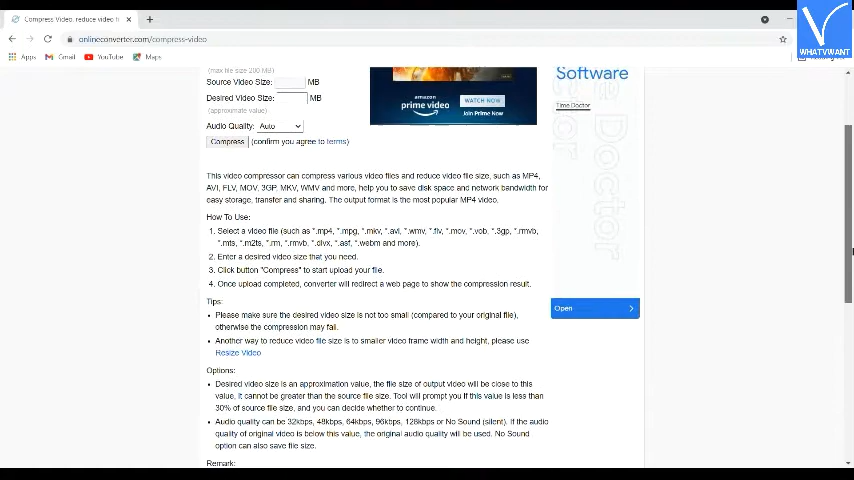 Compress Video, reduce video fi
onlineconverter.com/compress-video
Apps
Gmail
YouTube
Maps
WHATVWANT
(max file size 200 MB)
Source Video Size: MB
Desired Video Size: MB
(approximate value)
Audio Quality: Auto
Compress (confirm you agree to terms)
amazon
prime video
WATCH NOW
Join Prime Now
Software
Time Doctor
Open
This video compressor can compress various video files and reduce video file size, such as MP4,
AVI, FLV, MOV, 3GP, MKV, WMV and more, help you to save disk space and network bandwidth for
easy storage, transfer and sharing. The output format is the most popular MP4 video.
How To Use:
1. Select a video file (such as *.mp4, *.mpg, *.mkv, *.avi, *.wmv, *.flv, *.mov, *.vob, *.3gp, *.rmvb,
*.mts, *.m2ts, *.rm, *.rmvb, *.divx, *.asf, *.webm and more).
2. Enter a desired video size that you need.
3. Click button "Compress" to start upload your file.
4. Once upload completed, converter will redirect a web page to show the compression result.
Tips:
• Please make sure the desired video size is not too small (compared to your original file),
otherwise the compression may fail.
• Another way to reduce video file size is to smaller video frame width and height, please use
Resize Video
Options:
• Desired video size is an approximation value, the file size of output video will be close to this
value, it cannot be greater than the source file size. Tool will prompt you if this value is less than
30% of source file size, and you can decide whether to continue.
• Audio quality can be 32kbps, 48kbps, 64kbps, 96kbps, 128kbps or No Sound (silent). If the audio
quality of original video is below this value, the original audio quality will be used. No Sound
option can also save file size.
Remark: